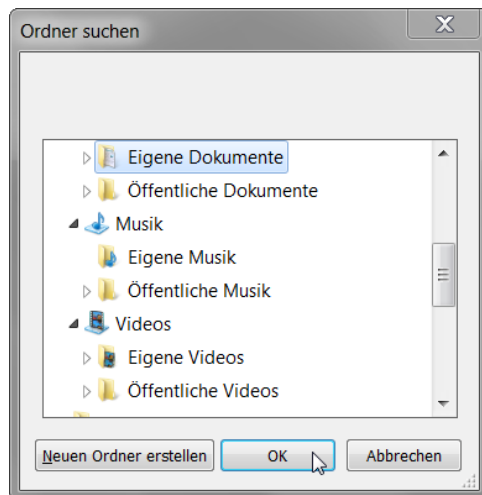 Ordner suchen
Eigene Dokumente
Öffentliche Dokumente
Musik
Eigene Musik
Öffentliche Musik
Videos
Eigene Videos
Öffentliche Videos
Neuen Ordner erstellen OK Abbrechen